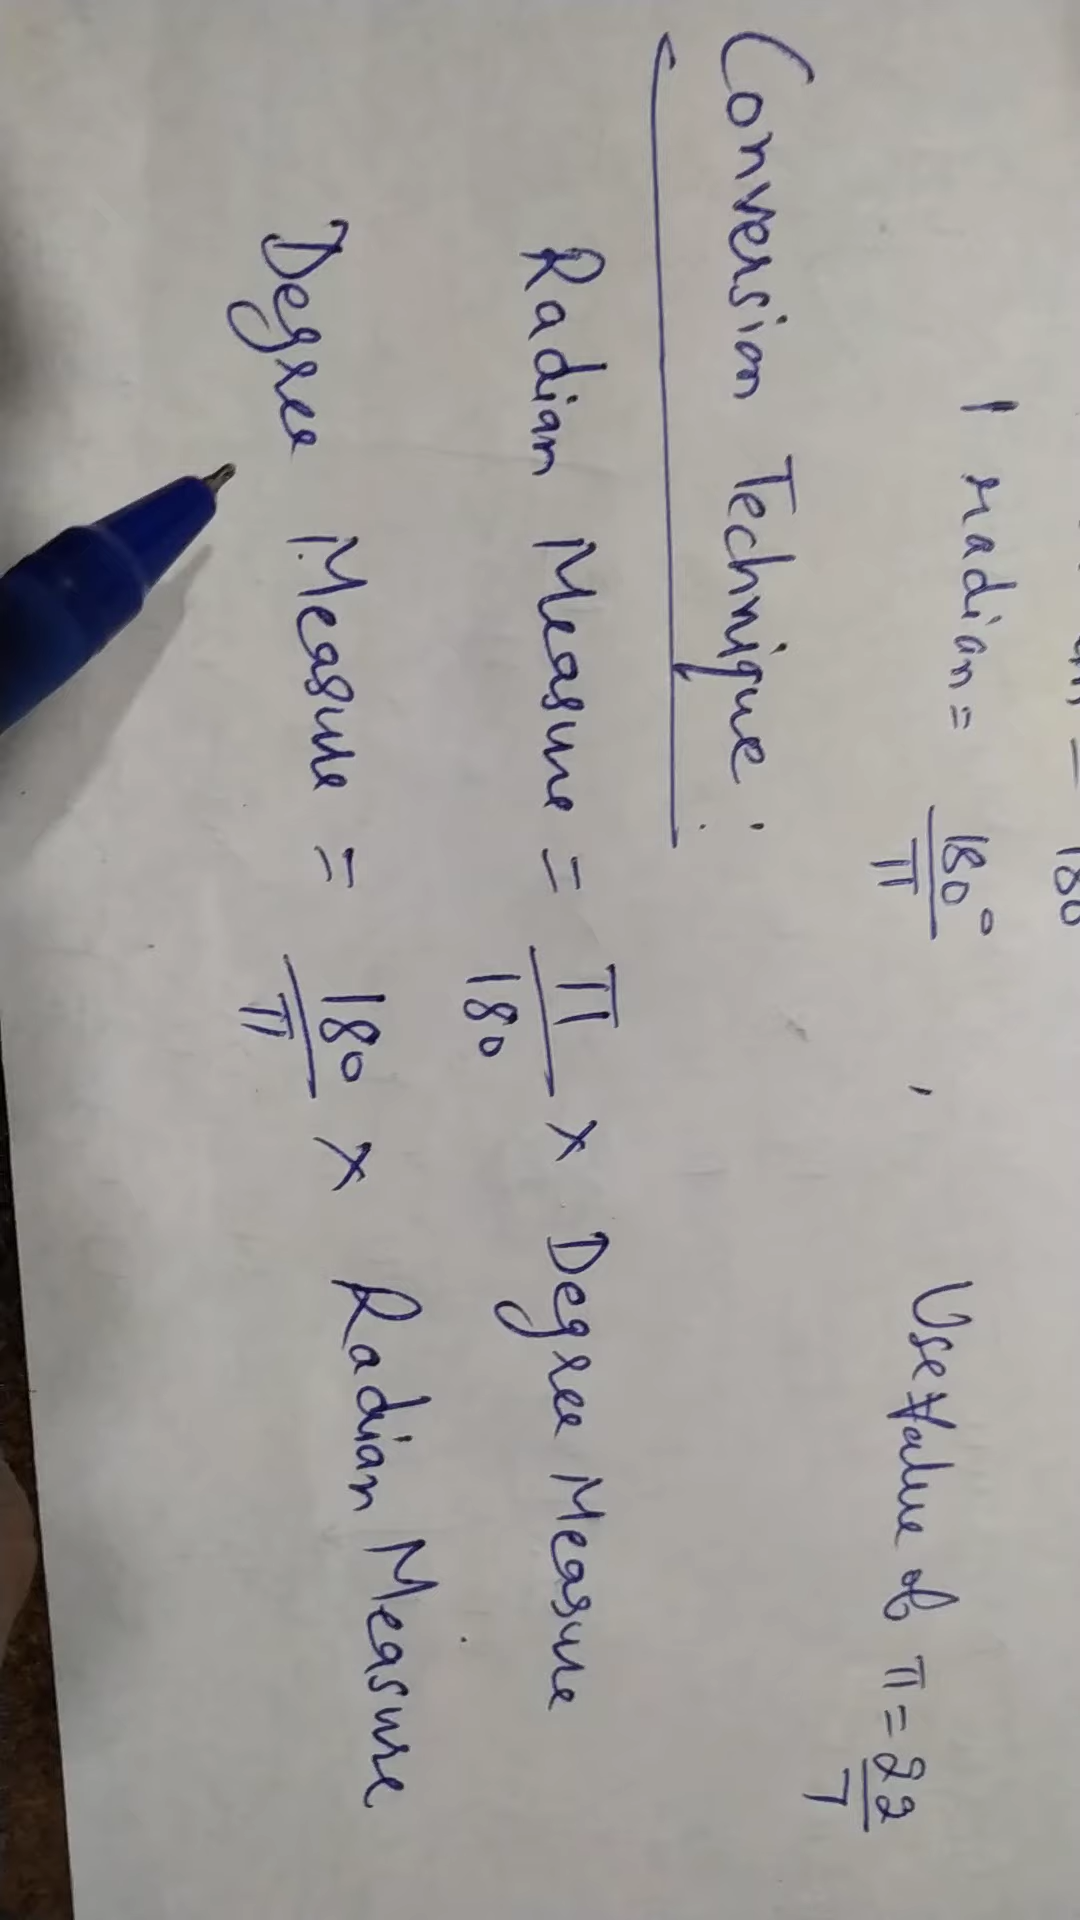 180
1 radian = 180°/π , Use value of π = 22/7
Conversion Technique :
Radian Measure = π/180 × Degree Measure
Degree Measure = 180/π × Radian Measure